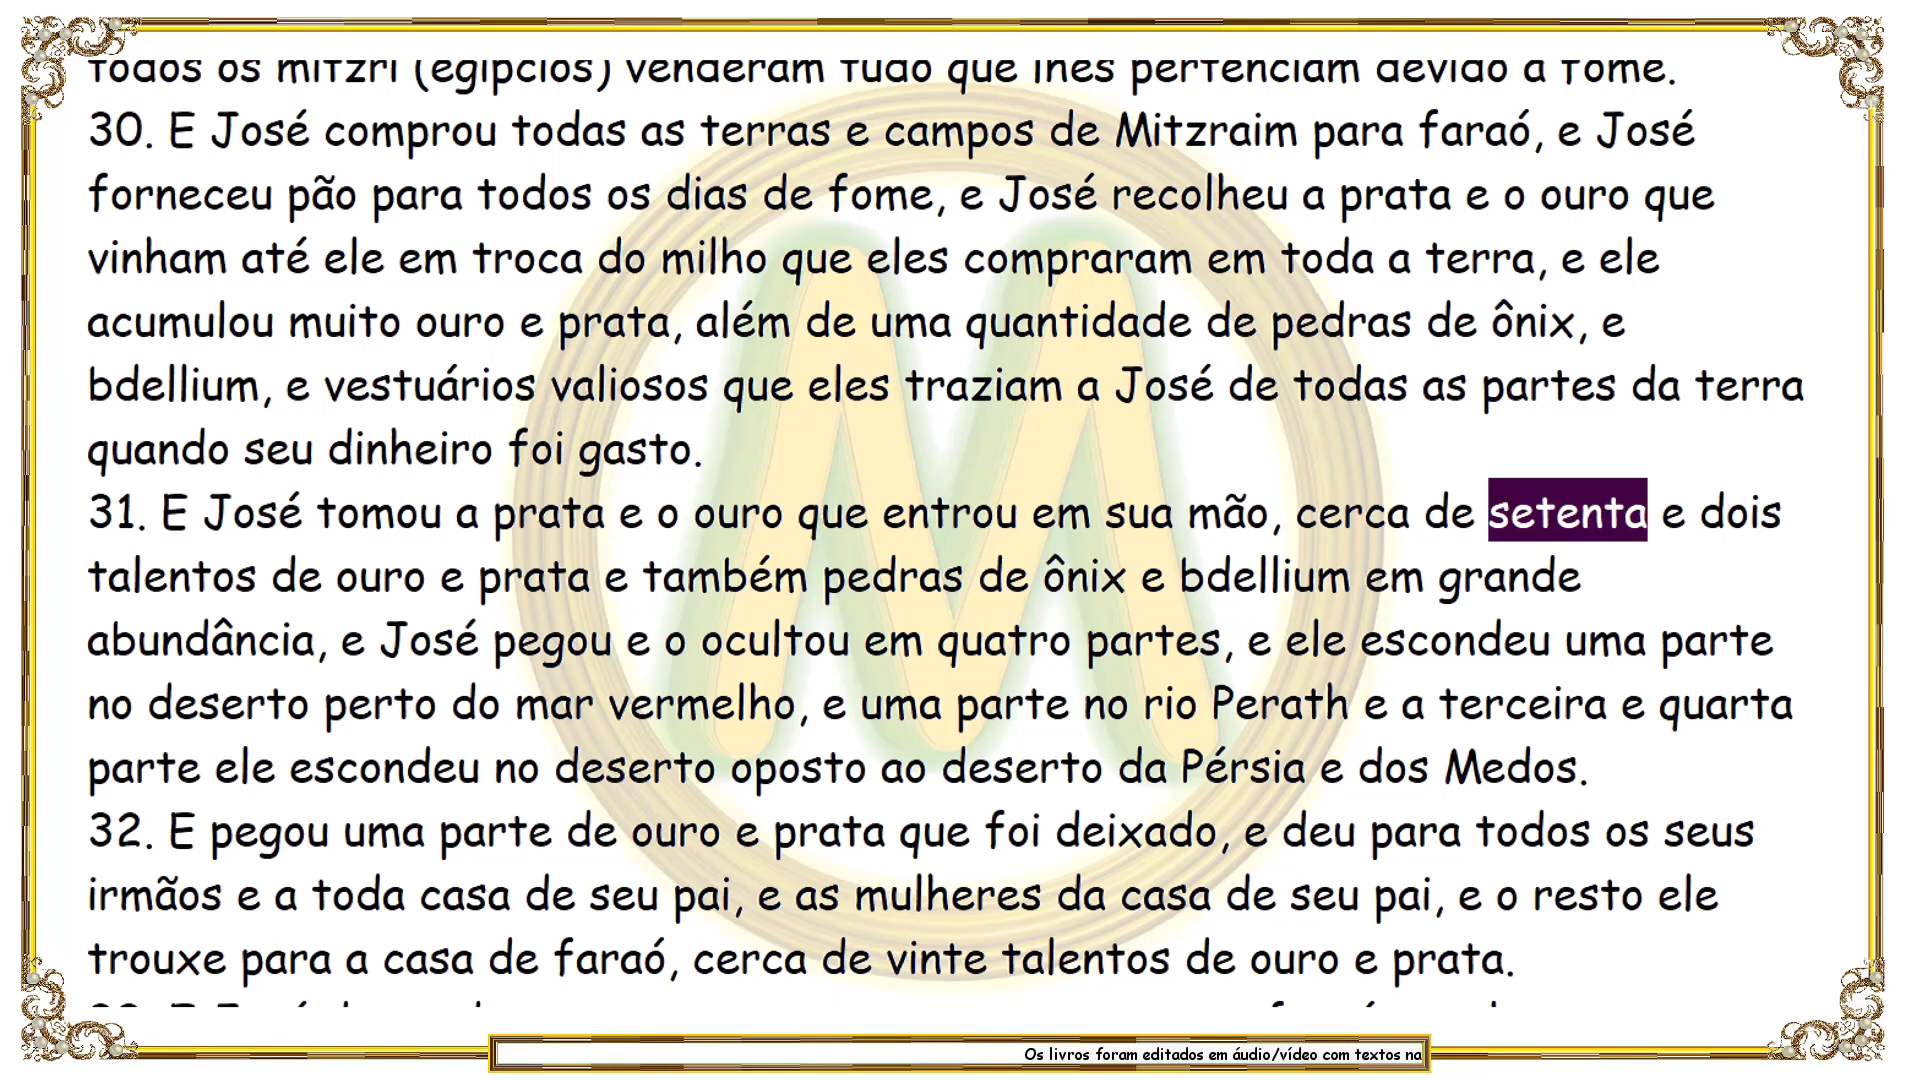 todos os mitzri (egípcios) venderam tudo que lhes pertenciam devido a fome.
30. E José comprou todas as terras e campos de Mitzraim para faraó, e José
forneceu pão para todos os dias de fome, e José recolheu a prata e o ouro que
vinham até ele em troca do milho que eles compraram em toda a terra, e ele
acumulou muito ouro e prata, além de uma quantidade de pedras de ônix, e
bdellium, e vestuários valiosos que eles traziam a José de todas as partes da terra
quando seu dinheiro foi gasto.
31. E José tomou a prata e o ouro que entrou em sua mão, cerca de setenta e dois
talentos de ouro e prata e também pedras de ônix e bdellium em grande
abundância, e José pegou e o ocultou em quatro partes, e ele escondeu uma parte
no deserto perto do mar vermelho, e uma parte no rio Perath e a terceira e quarta
parte ele escondeu no deserto oposto ao deserto da Pérsia e dos Medos.
32. E pegou uma parte de ouro e prata que foi deixado, e deu para todos os seus
irmãos e a toda casa de seu pai, e as mulheres da casa de seu pai, e o resto ele
trouxe para a casa de faraó, cerca de vinte talentos de ouro e prata.
Os livros foram editados em áudio/vídeo com textos na